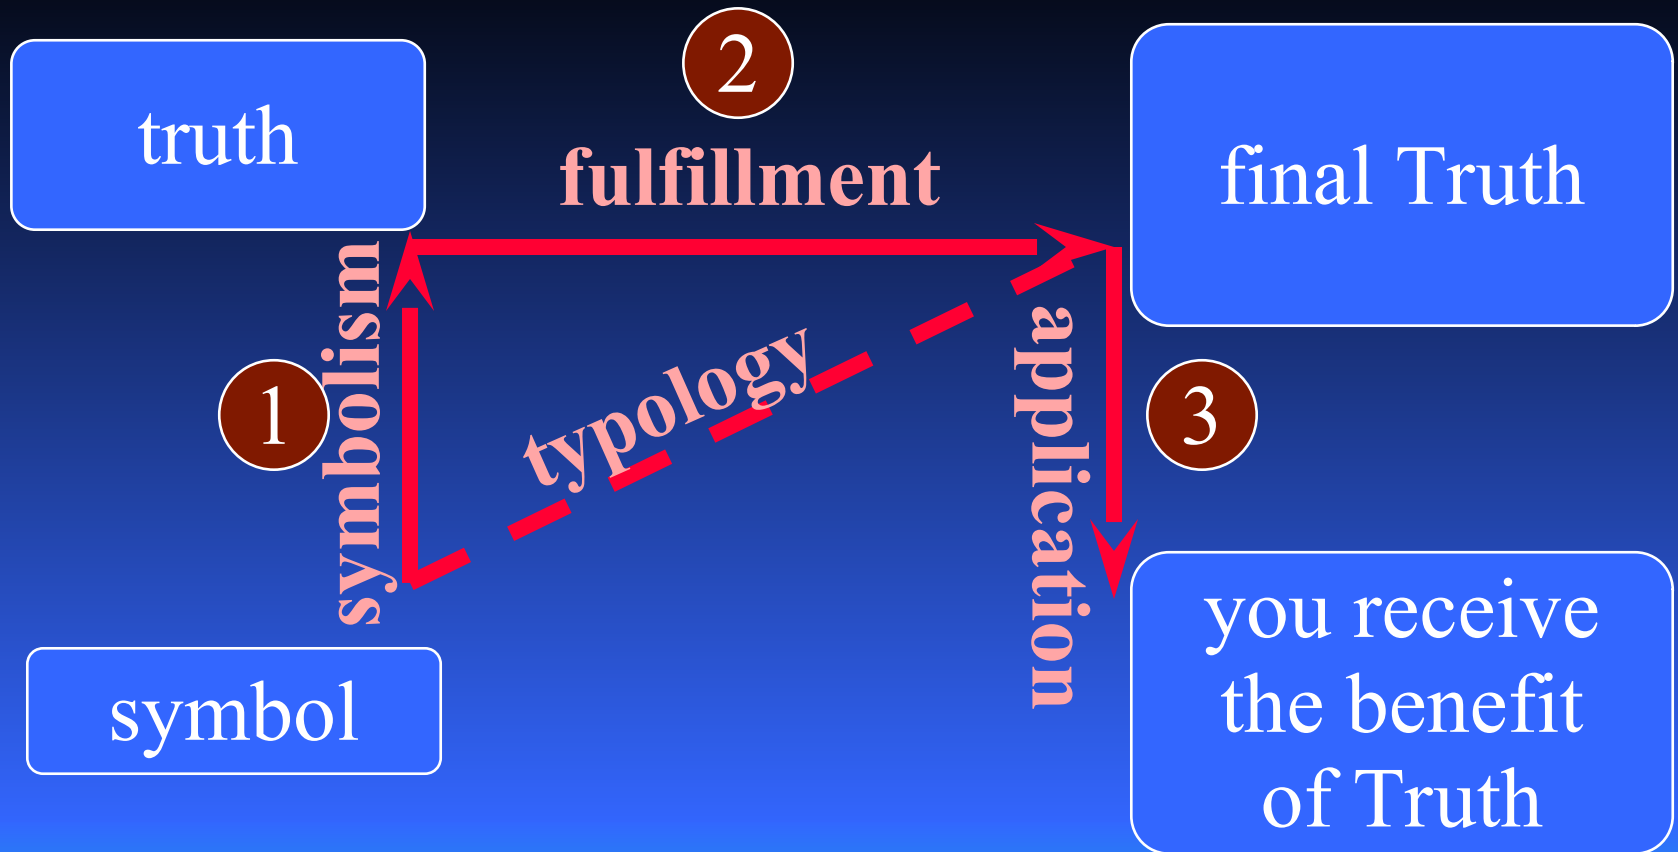 truth
2
fulfillment
final Truth
symbolism
1
typology
application
3
symbol
you receive
the benefit
of Truth